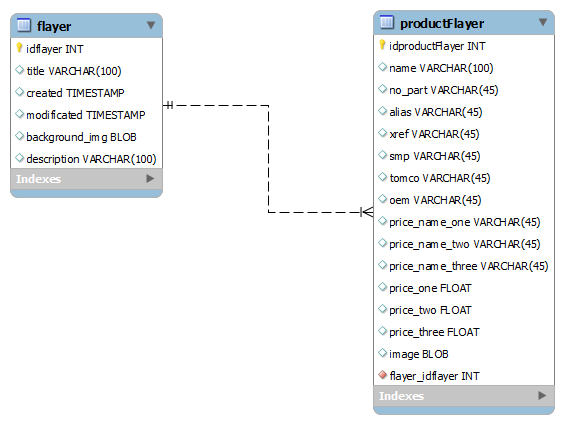 flayer
idflayer INT
title VARCHAR(100)
created TIMESTAMP
modificated TIMESTAMP
background_img BLOB
description VARCHAR(100)
Indexes
productFlayer
idproductFlayer INT
name VARCHAR(100)
no_part VARCHAR(45)
alias VARCHAR(45)
xref VARCHAR(45)
smp VARCHAR(45)
tomco VARCHAR(45)
oem VARCHAR(45)
price_name_one VARCHAR(45)
price_name_two VARCHAR(45)
price_name_three VARCHAR(45)
price_one FLOAT
price_two FLOAT
price_three FLOAT
image BLOB
flayer_idflayer INT
Indexes